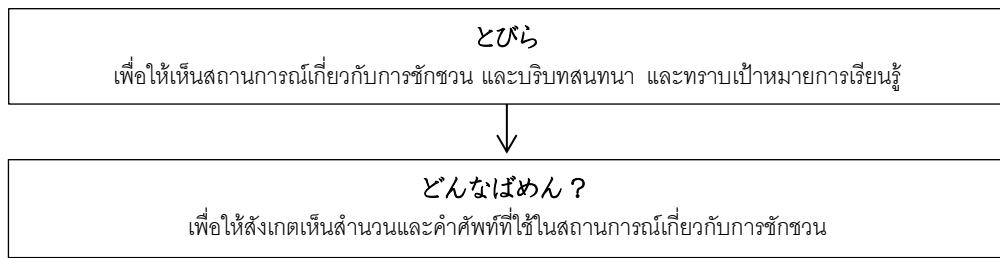 とびら
เพื่อให้เห็นสถานการณ์เกี่ยวกับการชักชวน และบริบทสนทนา และทราบเป้าหมายการเรียนรู้
どんなばめん？
เพื่อให้สังเกตเห็นสำนวนและคำศัพท์ที่ใช้ในสถานการณ์เกี่ยวกับการชักชวน